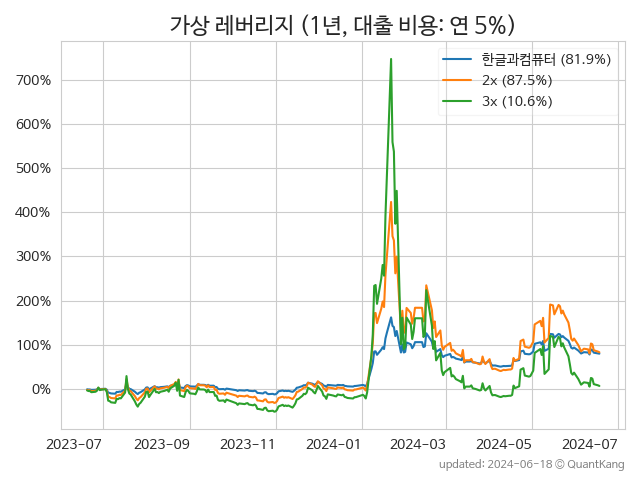 가상 레버리지 (1년, 대출 비용: 연 5%)
한글과컴퓨터 (81.9%)
2x (87.5%)
3x (10.6%)
700%
600%
500%
400%
300%
200%
100%
0%
2023-07 2023-09 2023-11 2024-01 2024-03 2024-05 2024-07
updated: 2024-06-18 © QuantKang